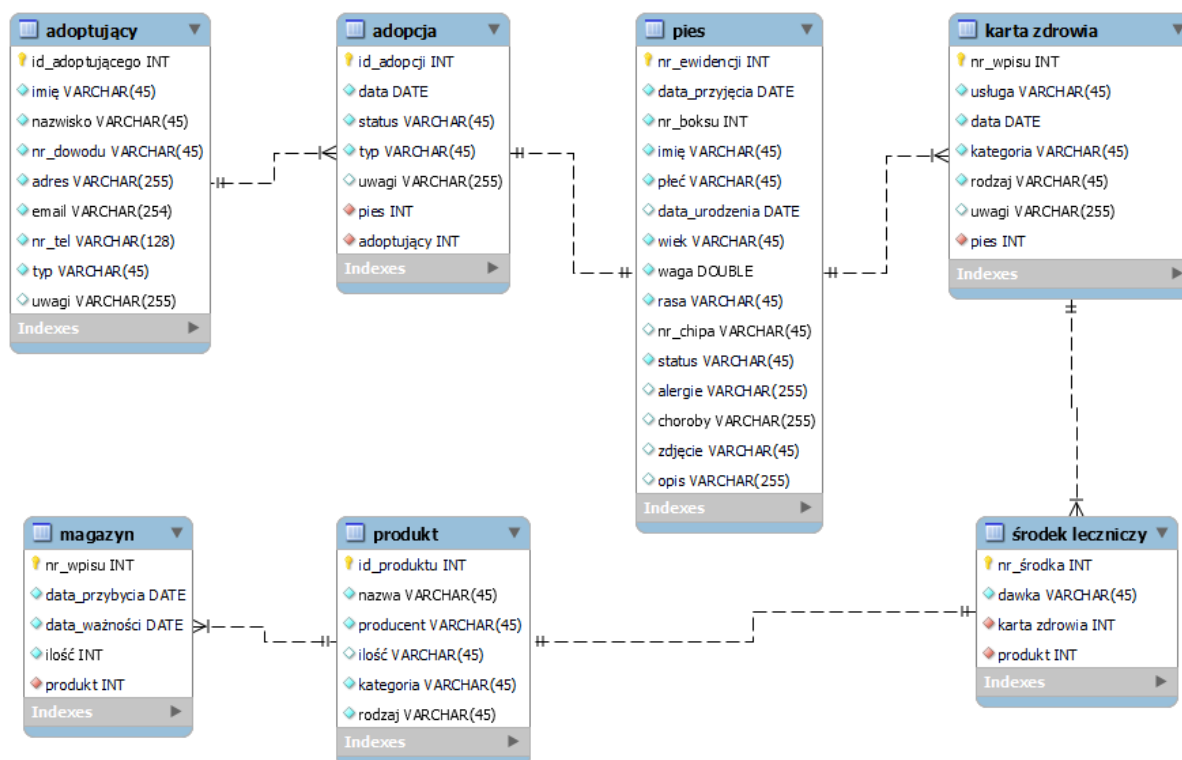 adoptujący
id_adoptującego INT
imię VARCHAR(45)
nazwisko VARCHAR(45)
nr_dowodu VARCHAR(45)
adres VARCHAR(255)
email VARCHAR(254)
nr_tel VARCHAR(128)
typ VARCHAR(45)
uwagi VARCHAR(255)
Indexes
adopcja
id_adopcji INT
data DATE
status VARCHAR(45)
typ VARCHAR(45)
uwagi VARCHAR(255)
pies INT
adoptujący INT
Indexes
pies
nr_ewidencji INT
data_przyjęcia DATE
nr_boksu INT
imię VARCHAR(45)
płeć VARCHAR(45)
data_urodzenia DATE
wiek VARCHAR(45)
waga DOUBLE
rasa VARCHAR(45)
nr_chipa VARCHAR(45)
status VARCHAR(45)
alergie VARCHAR(255)
choroby VARCHAR(255)
zdjęcie VARCHAR(45)
opis VARCHAR(255)
Indexes
karta zdrowia
nr_wpisu INT
usługa VARCHAR(45)
data DATE
kategoria VARCHAR(45)
rodzaj VARCHAR(45)
uwagi VARCHAR(255)
pies INT
Indexes
magazyn
nr_wpisu INT
data_przybycia DATE
data_ważności DATE
ilość INT
produkt INT
Indexes
produkt
id_produktu INT
nazwa VARCHAR(45)
producent VARCHAR(45)
ilość VARCHAR(45)
kategoria VARCHAR(45)
rodzaj VARCHAR(45)
Indexes
środek leczniczy
nr_środka INT
dawka VARCHAR(45)
karta zdrowia INT
produkt INT
Indexes